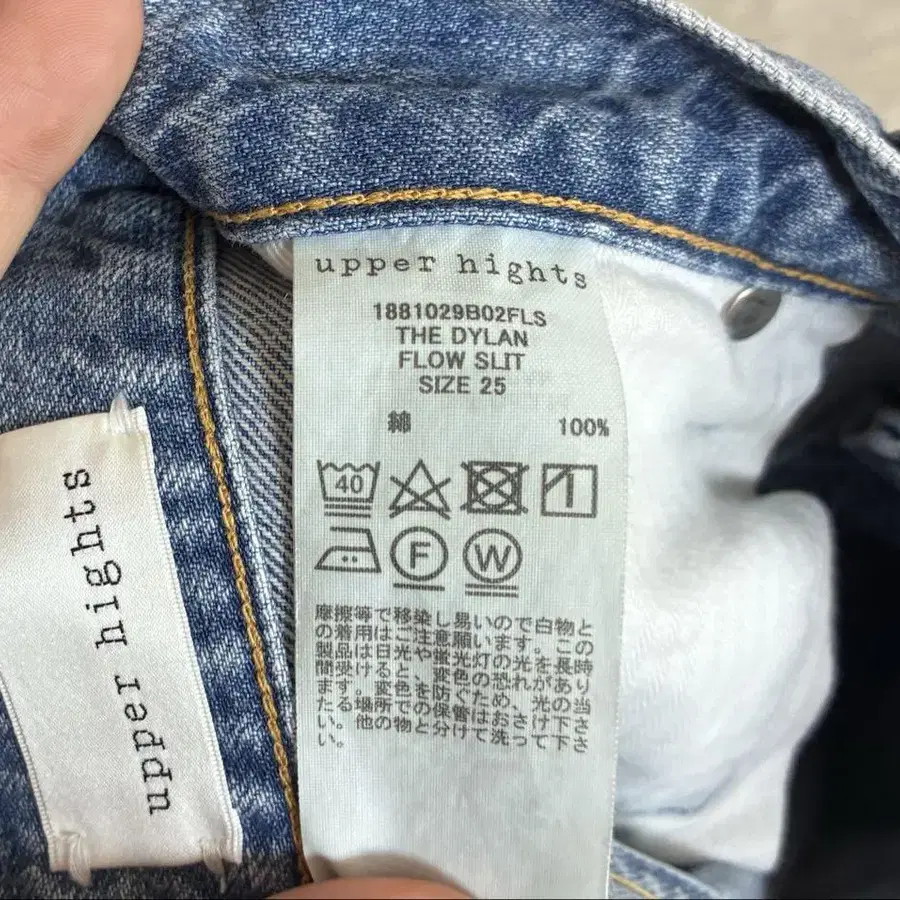 upper hights
1881029B02FLS
THE DYLAN
FLOW SLIT
SIZE 25
綿 100%
40
F W
摩擦等で移染し易いので白物と
の着用はご注意願います。この
製品は日光や蛍光灯の光を長時
間受けると、変色の恐れがあり
ます。変色を防ぐため、光の当
たる場所での保管はおさけ下さ
い。他の物と分けて洗って下さ
い。
upper hights